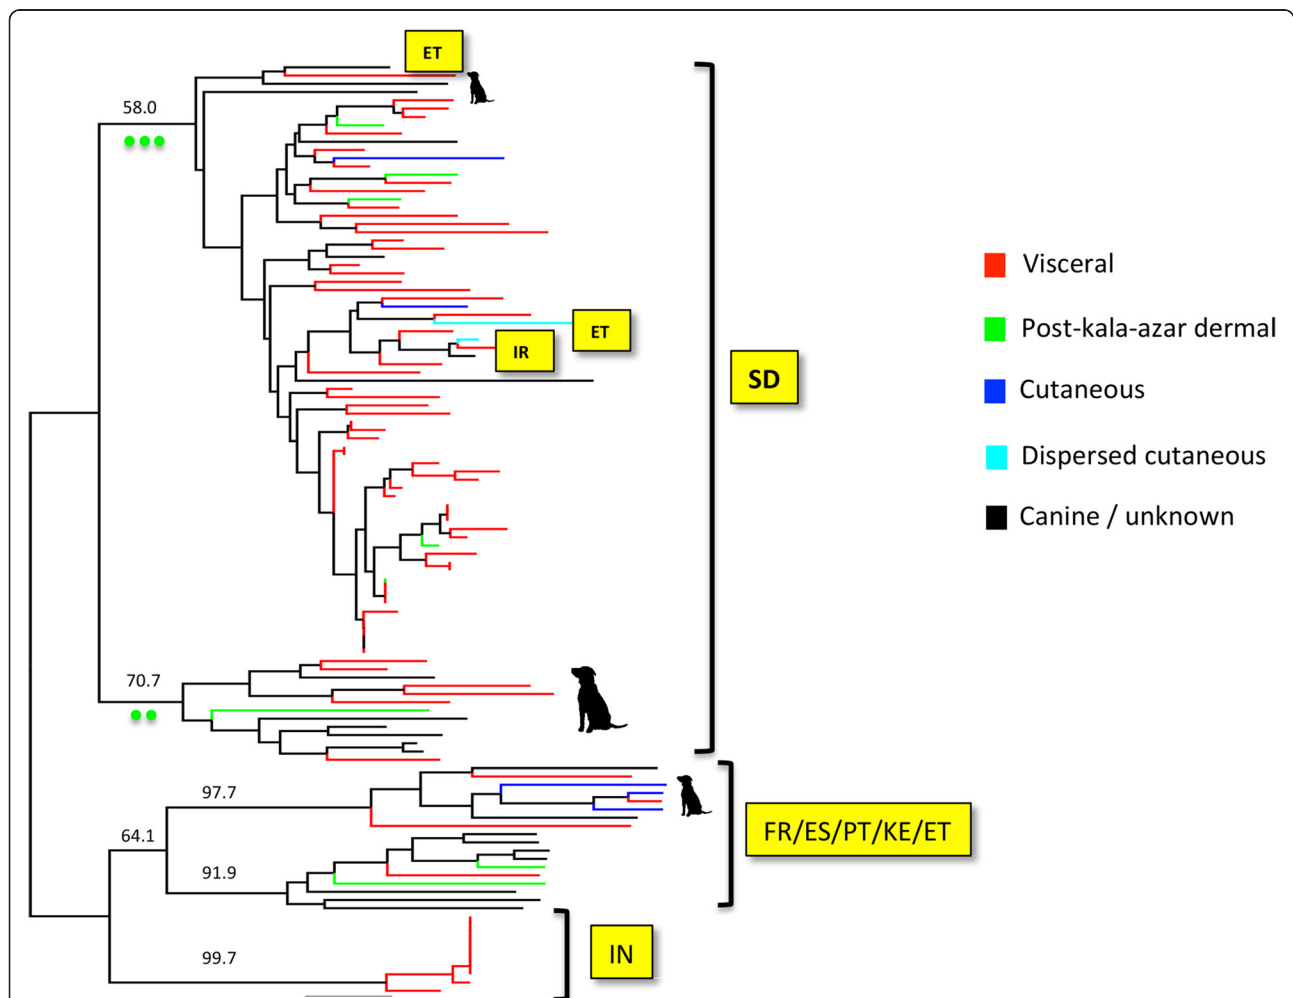 ET
58.0
ET
IR
SD
Visceral
Post-kala-azar dermal
Cutaneous
Dispersed cutaneous
Canine / unknown
70.7
97.7
64.1
91.9
FR/ES/PT/KE/ET
99.7
IN